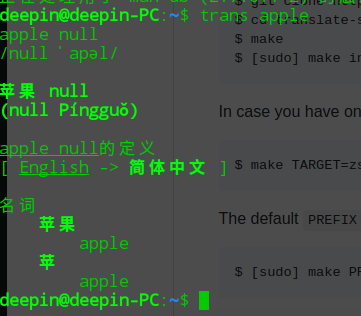 deepin@deepin-PC:~$ trans apple
apple null
/null ˈapəl/
苹果 null
(null Píngguǒ)
apple null的定义
[ English -> 简体中文 ]
名词
苹果
apple
苹
apple
deepin@deepin-PC:~$
$ make
$ [sudo] make in
In case you have on
$ make TARGET=zs
The default PREFIX
$ [sudo] make PR